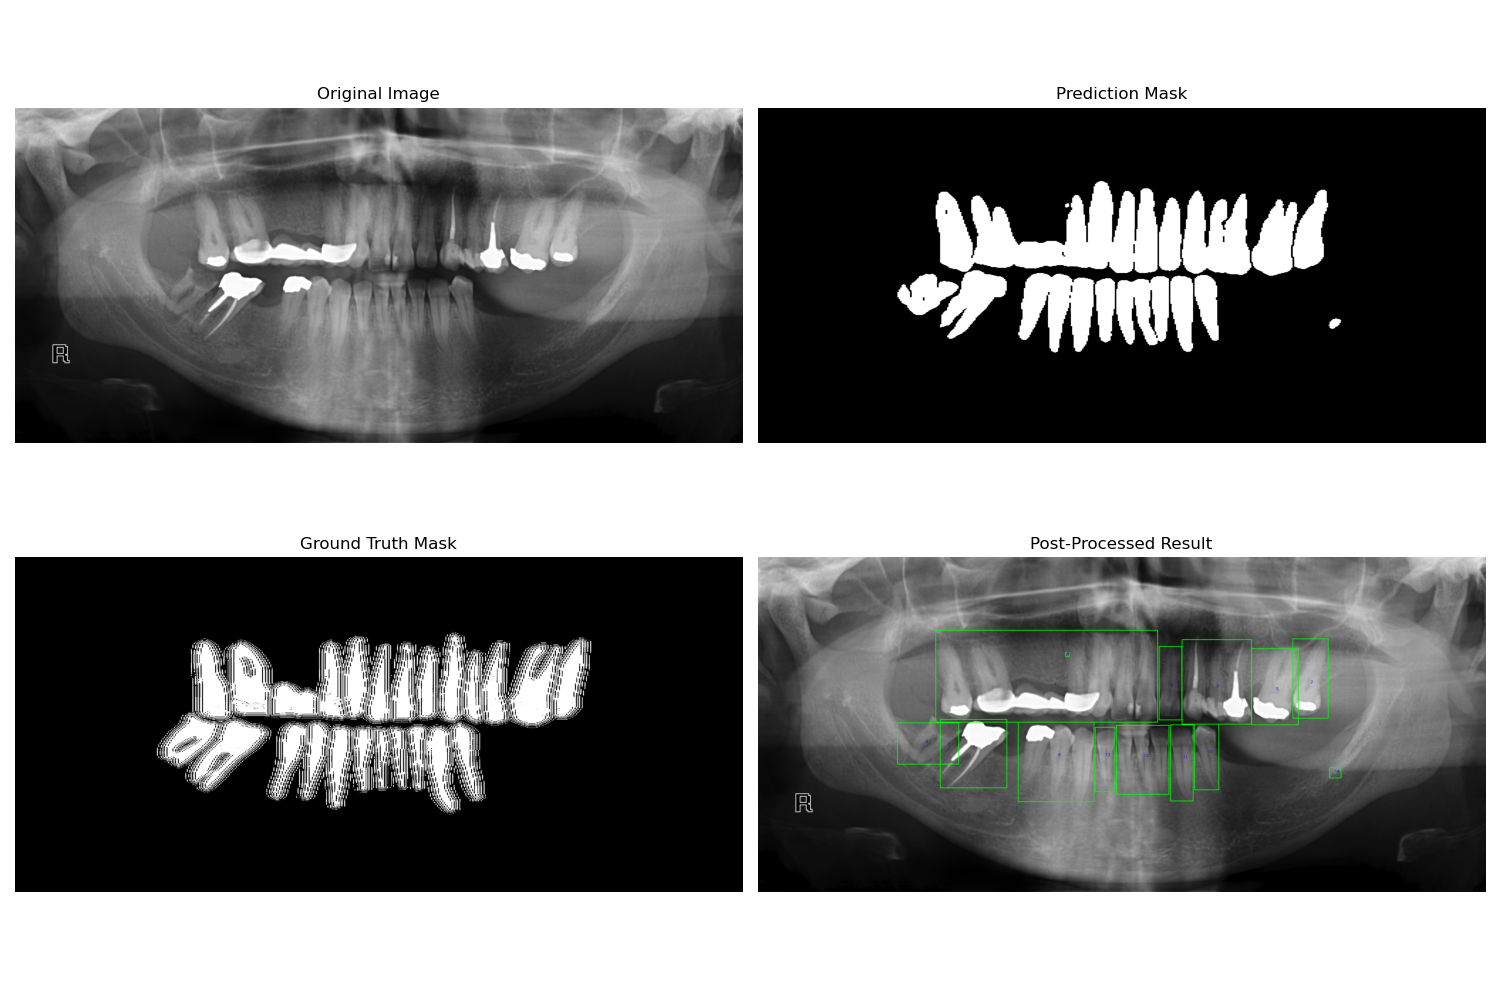 Original Image
Prediction Mask
R
Ground Truth Mask
Post-Processed Result
R